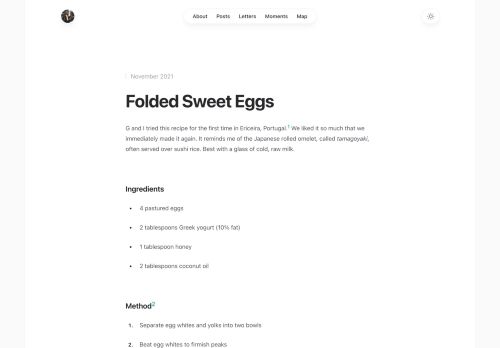 About Posts Letters Moments Map
November 2021
Folded Sweet Eggs
G and I tried this recipe for the first time in Ericeira, Portugal.1 We liked it so much that we
immediately made it again. It reminds me of the Japanese rolled omelet, called tamagoyaki,
often served over sushi rice. Best with a glass of cold, raw milk.
Ingredients
• 4 pastured eggs
• 2 tablespoons Greek yogurt (10% fat)
• 1 tablespoon honey
• 2 tablespoons coconut oil
Method2
1. Separate egg whites and yolks into two bowls
2. Beat egg whites to firmish peaks